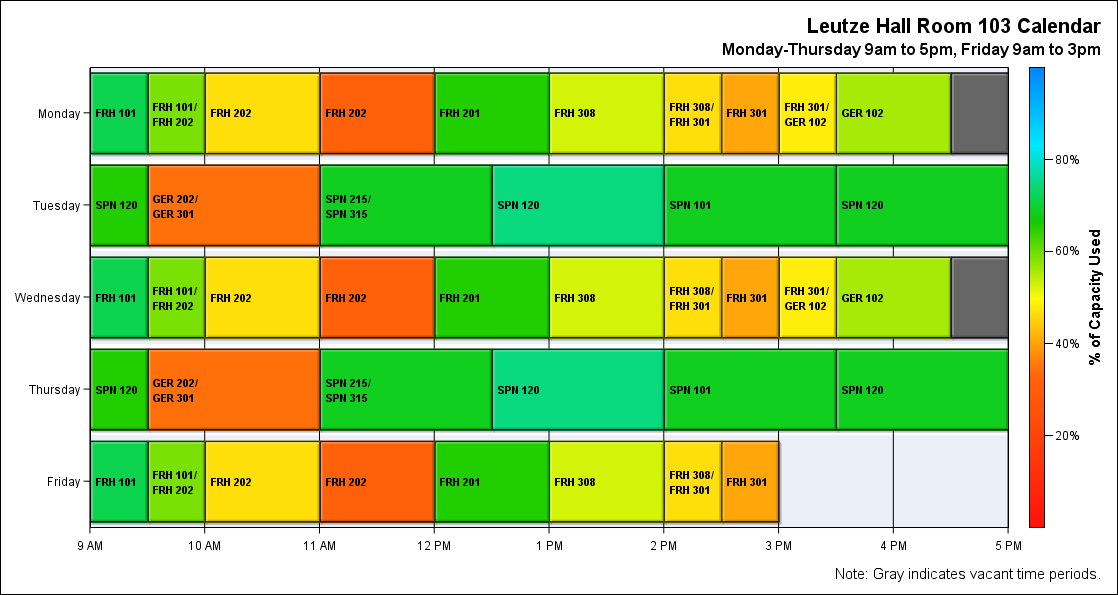 Leutze Hall Room 103 Calendar
Monday-Thursday 9am to 5pm, Friday 9am to 3pm
Monday
FRH 101
FRH 101/
FRH 202
FRH 202
FRH 202
FRH 201
FRH 308
FRH 308/
FRH 301
FRH 301
FRH 301/
GER 102
GER 102
Tuesday
SPN 120
GER 202/
GER 301
SPN 215/
SPN 315
SPN 120
SPN 101
SPN 120
Wednesday
FRH 101
FRH 101/
FRH 202
FRH 202
FRH 202
FRH 201
FRH 308
FRH 308/
FRH 301
FRH 301
FRH 301/
GER 102
GER 102
Thursday
SPN 120
GER 202/
GER 301
SPN 215/
SPN 315
SPN 120
SPN 101
SPN 120
Friday
FRH 101
FRH 101/
FRH 202
FRH 202
FRH 202
FRH 201
FRH 308
FRH 308/
FRH 301
FRH 301
9 AM
10 AM
11 AM
12 PM
1 PM
2 PM
3 PM
4 PM
5 PM
80%
60%
40%
20%
% of Capacity Used
Note: Gray indicates vacant time periods.